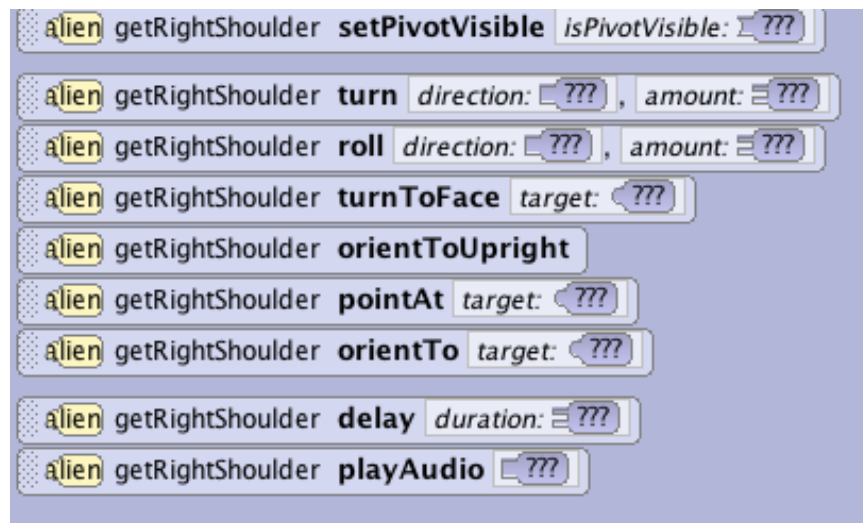 alien getRightShoulder setPivotVisible isPivotVisible: ???
alien getRightShoulder turn direction: ??? , amount: ???
alien getRightShoulder roll direction: ??? , amount: ???
alien getRightShoulder turnToFace target: ???
alien getRightShoulder orientToUpright
alien getRightShoulder pointAt target: ???
alien getRightShoulder orientTo target: ???
alien getRightShoulder delay duration: ???
alien getRightShoulder playAudio ???